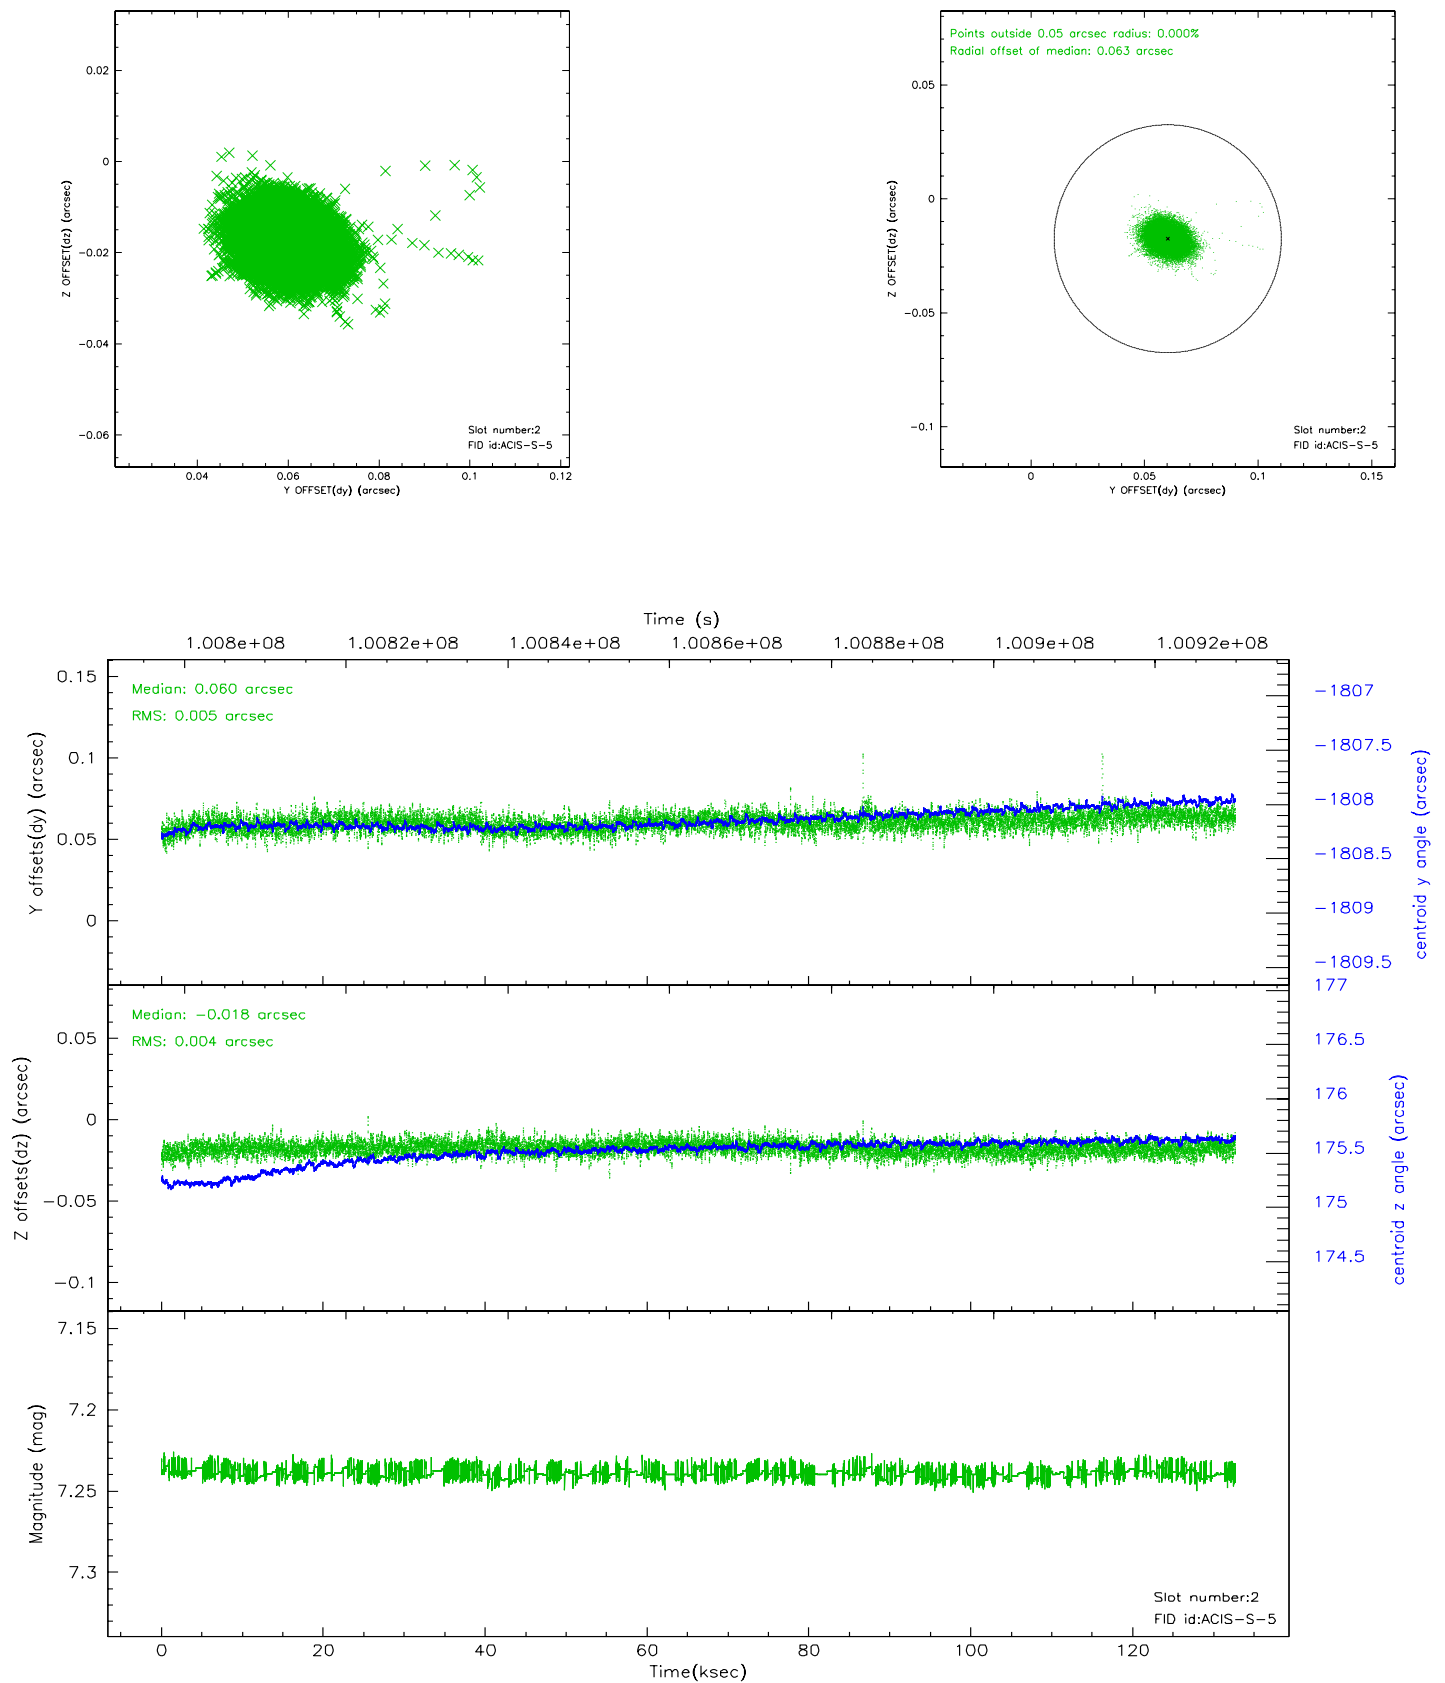 0.02
0
-0.02
-0.04
-0.06
Z OFFSET(dz) (arcsec)
Slot number:2
FID id:ACIS-S-5
0.04 0.06 0.08 0.1 0.12
Y OFFSET(dy) (arcsec)
Points outside 0.05 arcsec radius: 0.000%
Radial offset of median: 0.063 arcsec
0.05
0
-0.05
-0.1
Z OFFSET(dz) (arcsec)
Slot number:2
FID id:ACIS-S-5
0 0.05 0.1 0.15
Y OFFSET(dy) (arcsec)
Time (s)
1.008e+08 1.0082e+08 1.0084e+08 1.0086e+08 1.0088e+08 1.009e+08 1.0092e+08
Median: 0.060 arcsec
RMS: 0.005 arcsec
0.15
0.1
0.05
0
Y offsets(dy) (arcsec)
-1807
-1807.5
-1808
-1808.5
-1809
-1809.5
centroid y angle (arcsec)
Median: -0.018 arcsec
RMS: 0.004 arcsec
0.05
0
-0.05
-0.1
Z offsets(dz) (arcsec)
177
176.5
176
175.5
175
174.5
centroid z angle (arcsec)
7.15
7.2
7.25
7.3
Magnitude (mag)
Slot number:2
FID id:ACIS-S-5
0 20 40 60 80 100 120
Time(ksec)